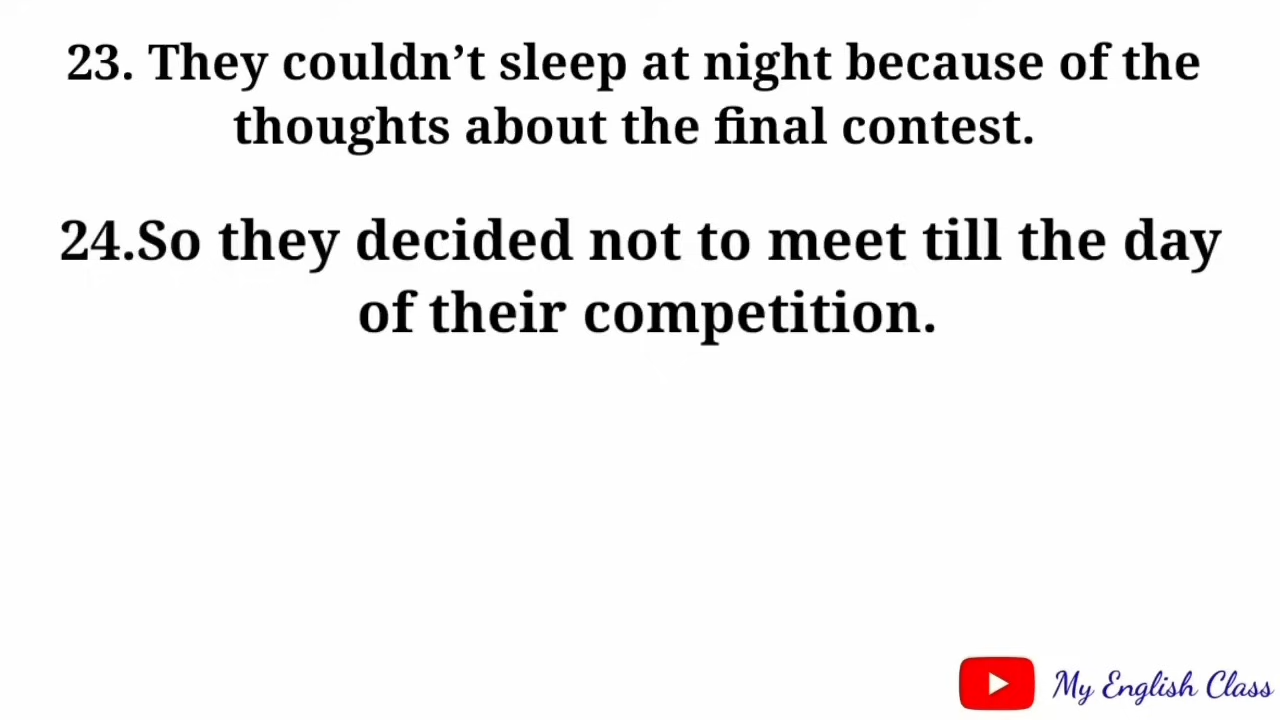 23. They couldn’t sleep at night because of the
thoughts about the final contest.
24.So they decided not to meet till the day
of their competition.
My English Class